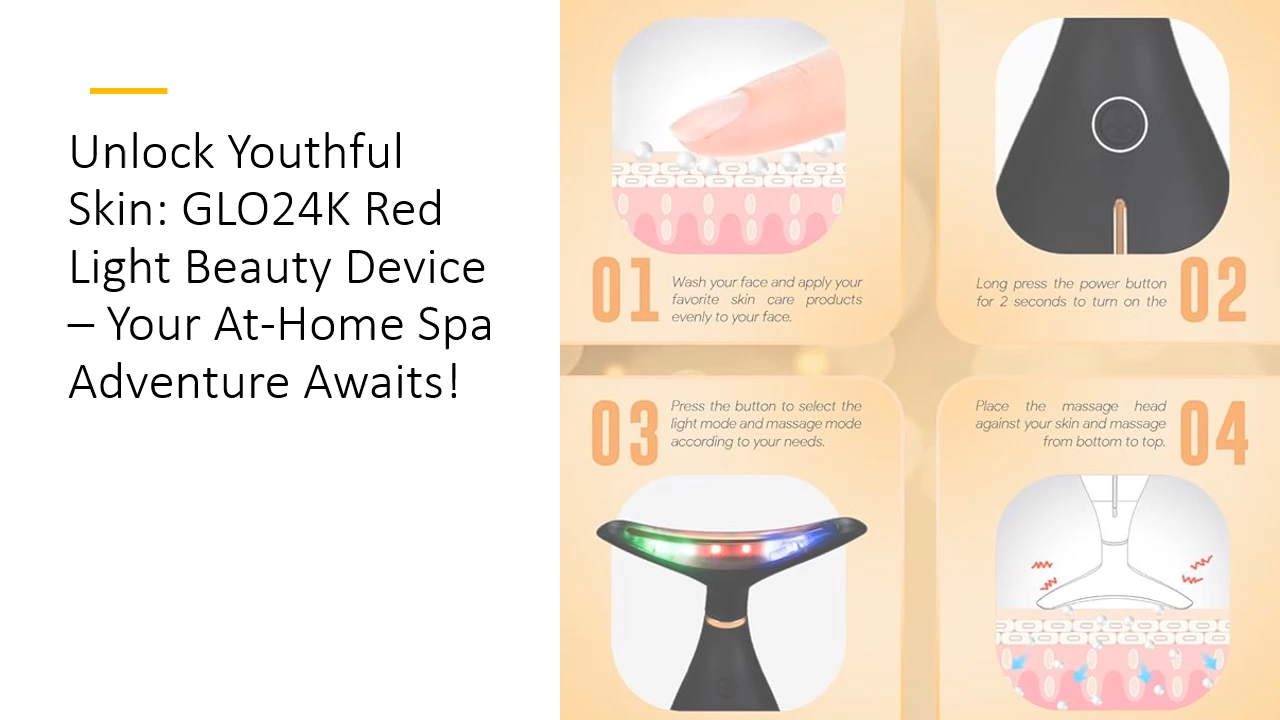 Unlock Youthful
Skin: GLO24K Red
Light Beauty Device
– Your At-Home Spa
Adventure Awaits!
01
Wash your face and apply your
favorite skin care products
evenly to your face.
Long press the power button
for 2 seconds to turn on the
02
03
Press the button to select the
light mode and massage mode
according to your needs.
Place the massage head
against your skin and massage
from bottom to top.
04